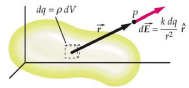 dq = ρ dV
P
r⃗
dE⃗ = k dq / r² r̂